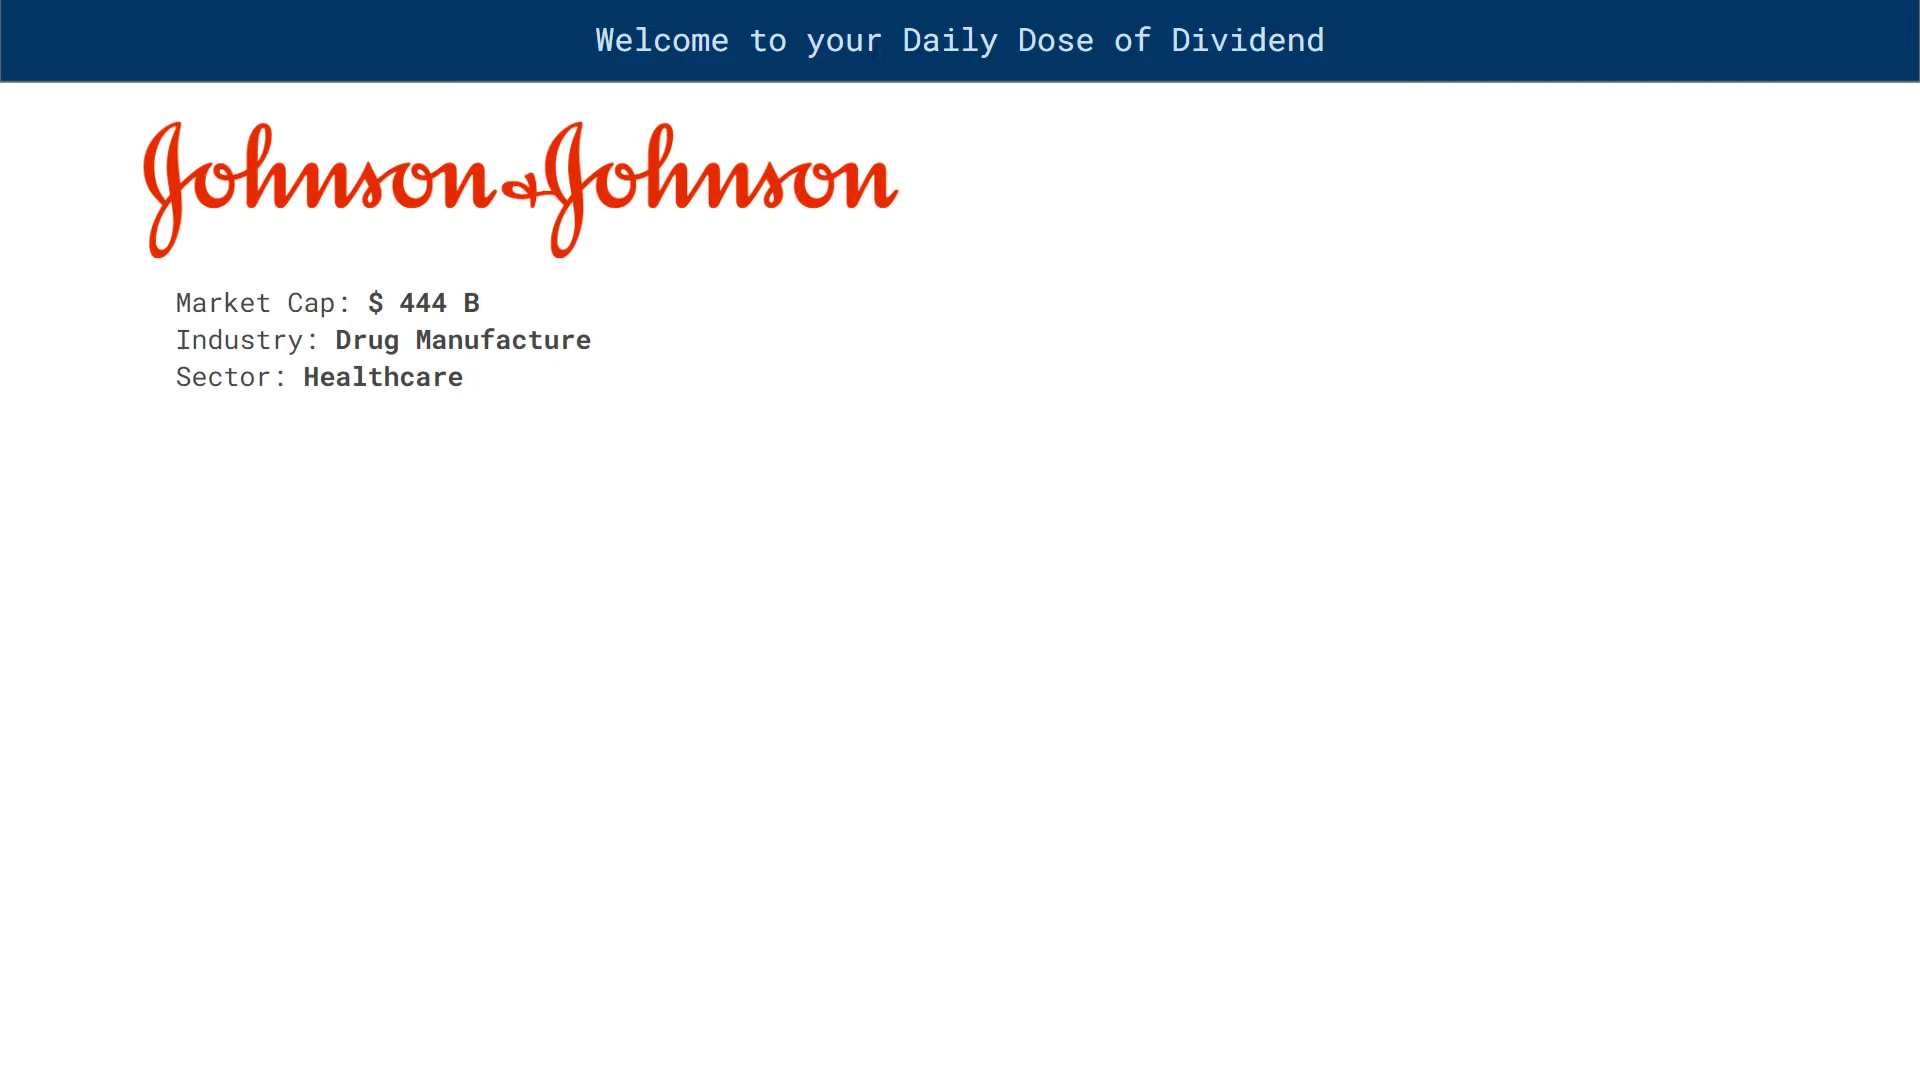 Welcome to your Daily Dose of Dividend
Johnson & Johnson
Market Cap: $ 444 B
Industry: Drug Manufacture
Sector: Healthcare